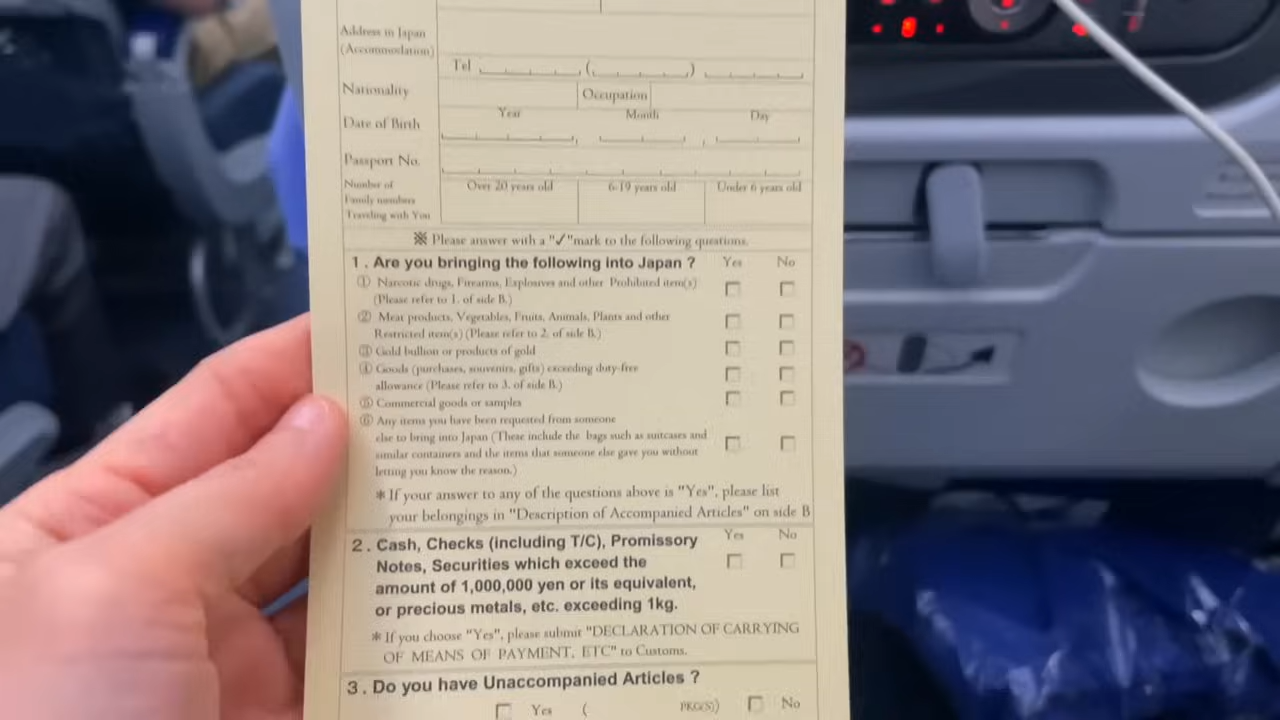 Address in Japan
(Accommodation)
Tel ( )
Nationality
Occupation
Year Month Day
Date of Birth
Passport No.
Number of
Family members
Traveling with You
Over 20 years old 6-19 years old Under 6 years old
※ Please answer with a "✓"mark to the following questions.
1. Are you bringing the following into Japan ? Yes No
① Narcotic drugs, Firearms, Explosives and other Prohibited item(s)
(Please refer to 1. of side B.)
② Meat products, Vegetables, Fruits, Animals, Plants and other
Restricted item(s) (Please refer to 2. of side B.)
③ Gold bullion or products of gold
④ Goods (purchases, souvenirs, gifts) exceeding duty-free
allowance (Please refer to 3. of side B.)
⑤ Commercial goods or samples
⑥ Any items you have been requested from someone
else to bring into Japan (These include the bags such as suitcases and
similar containers and the items that someone else gave you without
letting you know the reason.)
* If your answer to any of the questions above is "Yes", please list
your belongings in "Description of Accompanied Articles" on side B
2. Cash, Checks (including T/C), Promissory Yes No
Notes, Securities which exceed the
amount of 1,000,000 yen or its equivalent,
or precious metals, etc. exceeding 1kg.
* If you choose "Yes", please submit "DECLARATION OF CARRYING
OF MEANS OF PAYMENT, ETC" to Customs.
3. Do you have Unaccompanied Articles ?
Yes ( PKG(S)) No